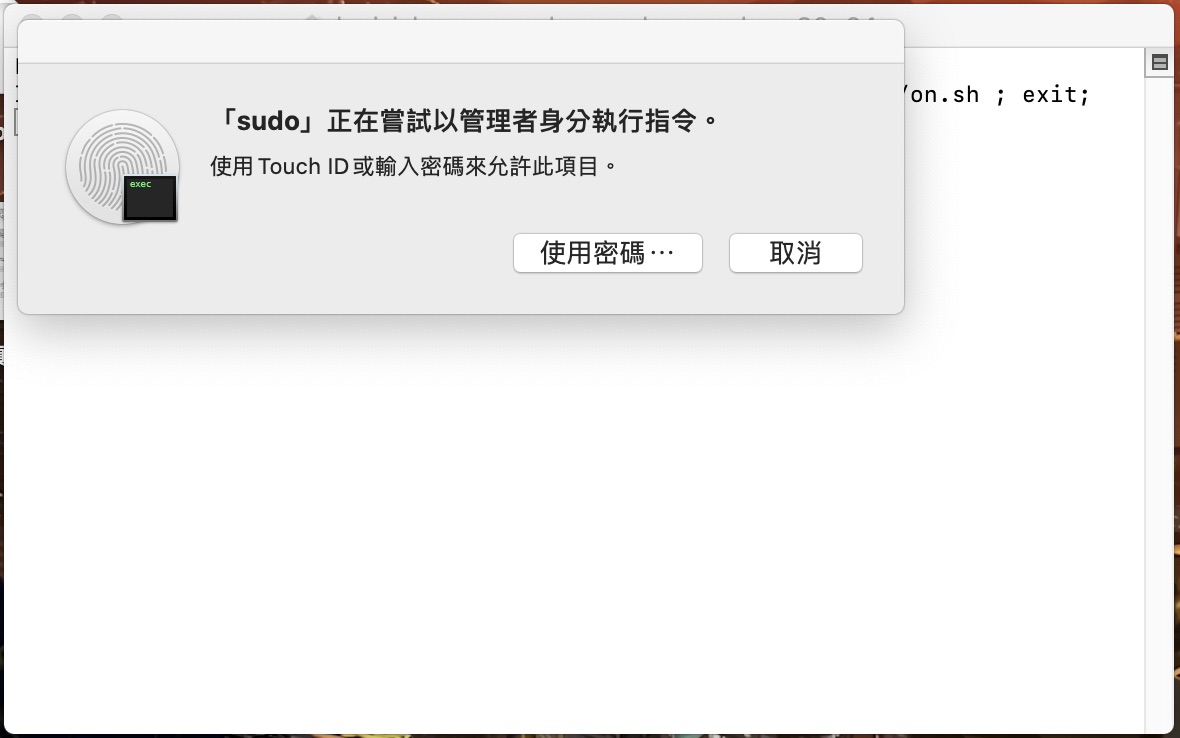 /on.sh ; exit;
「sudo」正在嘗試以管理者身分執行指令。
使用 Touch ID 或輸入密碼來允許此項目。
exec
使用密碼…
取消